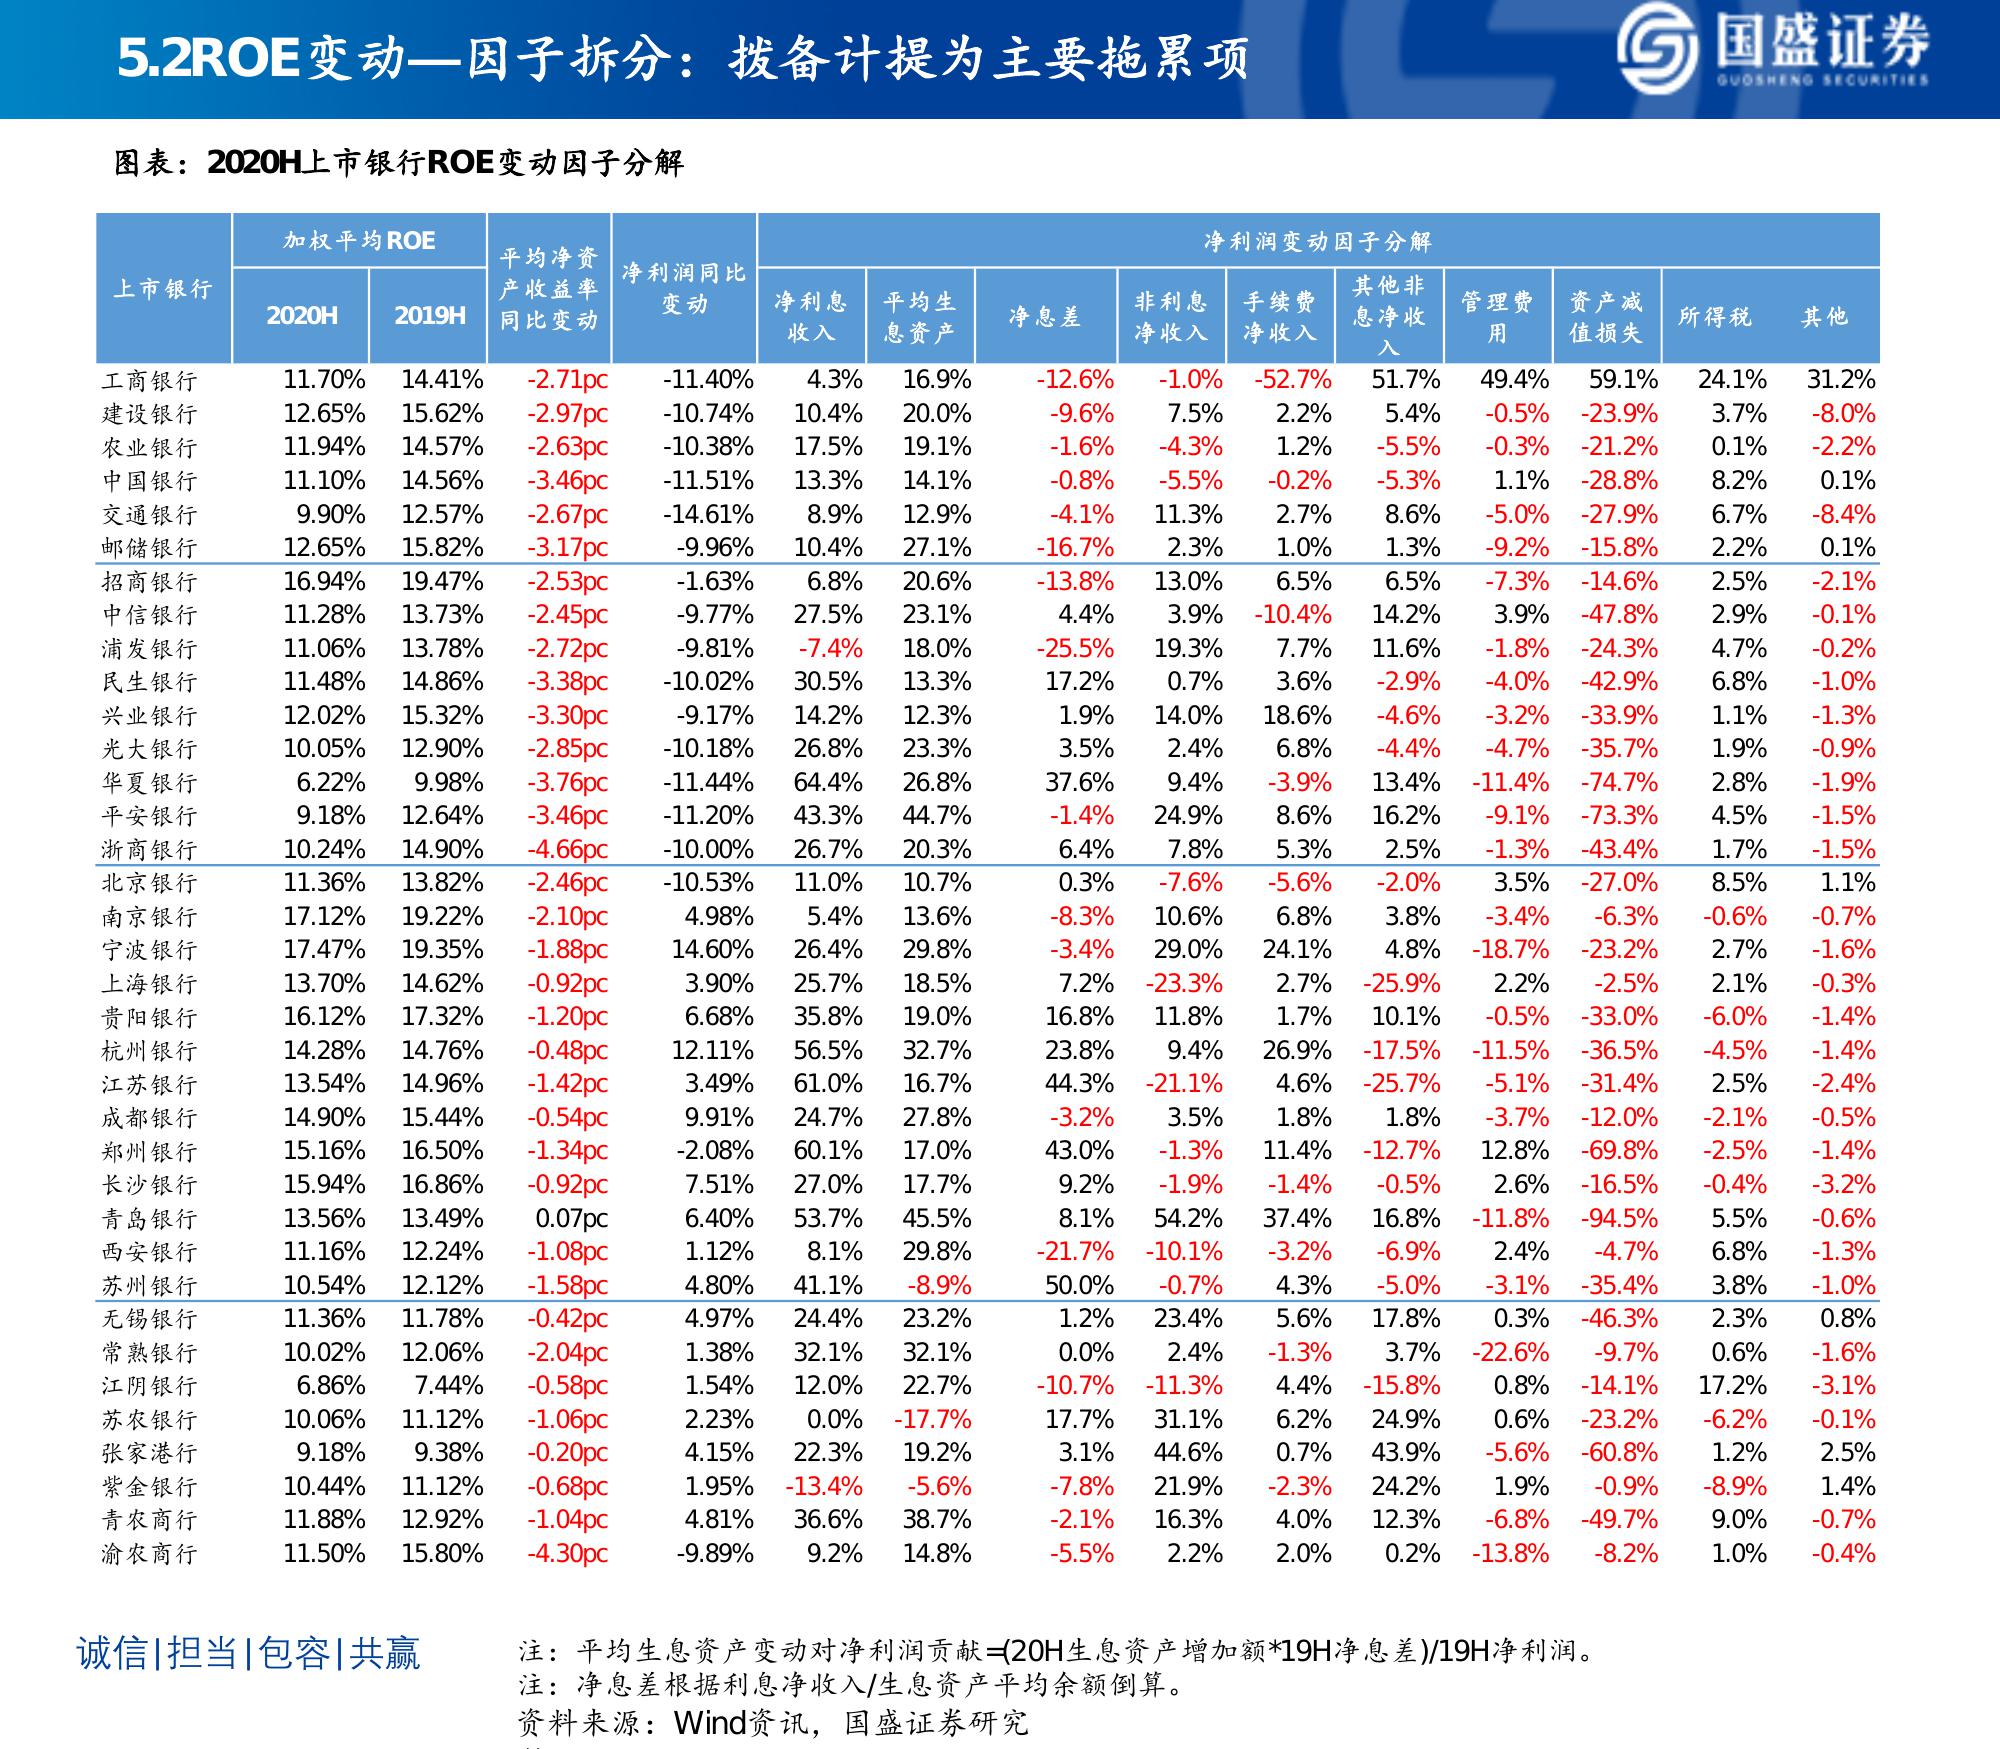 5.2ROE变动—因子拆分：拨备计提为主要拖累项
国盛证券
GUOSHENG SECURITIES
图表：2020H上市银行ROE变动因子分解
上市银行 加权平均ROE 平均净资产收益率同比变动 净利润同比变动 净利润变动因子分解
2020H 2019H 净利息收入 平均生息资产 净息差 非利息净收入 手续费净收入 其他非息净收入 管理费用 资产减值损失 所得税 其他
工商银行 11.70% 14.41% -2.71pc -11.40% 4.3% 16.9% -12.6% -1.0% -52.7% 51.7% 49.4% 59.1% 24.1% 31.2%
建设银行 12.65% 15.62% -2.97pc -10.74% 10.4% 20.0% -9.6% 7.5% 2.2% 5.4% -0.5% -23.9% 3.7% -8.0%
农业银行 11.94% 14.57% -2.63pc -10.38% 17.5% 19.1% -1.6% -4.3% 1.2% -5.5% -0.3% -21.2% 0.1% -2.2%
中国银行 11.10% 14.56% -3.46pc -11.51% 13.3% 14.1% -0.8% -5.5% -0.2% -5.3% 1.1% -28.8% 8.2% 0.1%
交通银行 9.90% 12.57% -2.67pc -14.61% 8.9% 12.9% -4.1% 11.3% 2.7% 8.6% -5.0% -27.9% 6.7% -8.4%
邮储银行 12.65% 15.82% -3.17pc -9.96% 10.4% 27.1% -16.7% 2.3% 1.0% 1.3% -9.2% -15.8% 2.2% 0.1%
招商银行 16.94% 19.47% -2.53pc -1.63% 6.8% 20.6% -13.8% 13.0% 6.5% 6.5% -7.3% -14.6% 2.5% -2.1%
中信银行 11.28% 13.73% -2.45pc -9.77% 27.5% 23.1% 4.4% 3.9% -10.4% 14.2% 3.9% -47.8% 2.9% -0.1%
浦发银行 11.06% 13.78% -2.72pc -9.81% -7.4% 18.0% -25.5% 19.3% 7.7% 11.6% -1.8% -24.3% 4.7% -0.2%
民生银行 11.48% 14.86% -3.38pc -10.02% 30.5% 13.3% 17.2% 0.7% 3.6% -2.9% -4.0% -42.9% 6.8% -1.0%
兴业银行 12.02% 15.32% -3.30pc -9.17% 14.2% 12.3% 1.9% 14.0% 18.6% -4.6% -3.2% -33.9% 1.1% -1.3%
光大银行 10.05% 12.90% -2.85pc -10.18% 26.8% 23.3% 3.5% 2.4% 6.8% -4.4% -4.7% -35.7% 1.9% -0.9%
华夏银行 6.22% 9.98% -3.76pc -11.44% 64.4% 26.8% 37.6% 9.4% -3.9% 13.4% -11.4% -74.7% 2.8% -1.9%
平安银行 9.18% 12.64% -3.46pc -11.20% 43.3% 44.7% -1.4% 24.9% 8.6% 16.2% -9.1% -73.3% 4.5% -1.5%
浙商银行 10.24% 14.90% -4.66pc -10.00% 26.7% 20.3% 6.4% 7.8% 5.3% 2.5% -1.3% -43.4% 1.7% -1.5%
北京银行 11.36% 13.82% -2.46pc -10.53% 11.0% 10.7% 0.3% -7.6% -5.6% -2.0% 3.5% -27.0% 8.5% 1.1%
南京银行 17.12% 19.22% -2.10pc 4.98% 5.4% 13.6% -8.3% 10.6% 6.8% 3.8% -3.4% -6.3% -0.6% -0.7%
宁波银行 17.47% 19.35% -1.88pc 14.60% 26.4% 29.8% -3.4% 29.0% 24.1% 4.8% -18.7% -23.2% 2.7% -1.6%
上海银行 13.70% 14.62% -0.92pc 3.90% 25.7% 18.5% 7.2% -23.3% 2.7% -25.9% 2.2% -2.5% 2.1% -0.3%
贵阳银行 16.12% 17.32% -1.20pc 6.68% 35.8% 19.0% 16.8% 11.8% 1.7% 10.1% -0.5% -33.0% -6.0% -1.4%
杭州银行 14.28% 14.76% -0.48pc 12.11% 56.5% 32.7% 23.8% 9.4% 26.9% -17.5% -11.5% -36.5% -4.5% -1.4%
江苏银行 13.54% 14.96% -1.42pc 3.49% 61.0% 16.7% 44.3% -21.1% 4.6% -25.7% -5.1% -31.4% 2.5% -2.4%
成都银行 14.90% 15.44% -0.54pc 9.91% 24.7% 27.8% -3.2% 3.5% 1.8% 1.8% -3.7% -12.0% -2.1% -0.5%
郑州银行 15.16% 16.50% -1.34pc -2.08% 60.1% 17.0% 43.0% -1.3% 11.4% -12.7% 12.8% -69.8% -2.5% -1.4%
长沙银行 15.94% 16.86% -0.92pc 7.51% 27.0% 17.7% 9.2% -1.9% -1.4% -0.5% 2.6% -16.5% -0.4% -3.2%
青岛银行 13.56% 13.49% 0.07pc 6.40% 53.7% 45.5% 8.1% 54.2% 37.4% 16.8% -11.8% -94.5% 5.5% -0.6%
西安银行 11.16% 12.24% -1.08pc 1.12% 8.1% 29.8% -21.7% -10.1% -3.2% -6.9% 2.4% -4.7% 6.8% -1.3%
苏州银行 10.54% 12.12% -1.58pc 4.80% 41.1% -8.9% 50.0% -0.7% 4.3% -5.0% -3.1% -35.4% 3.8% -1.0%
无锡银行 11.36% 11.78% -0.42pc 4.97% 24.4% 23.2% 1.2% 23.4% 5.6% 17.8% 0.3% -46.3% 2.3% 0.8%
常熟银行 10.02% 12.06% -2.04pc 1.38% 32.1% 32.1% 0.0% 2.4% -1.3% 3.7% -22.6% -9.7% 0.6% -1.6%
江阴银行 6.86% 7.44% -0.58pc 1.54% 12.0% 22.7% -10.7% -11.3% 4.4% -15.8% 0.8% -14.1% 17.2% -3.1%
苏农银行 10.06% 11.12% -1.06pc 2.23% 0.0% -17.7% 17.7% 31.1% 6.2% 24.9% 0.6% -23.2% -6.2% -0.1%
张家港行 9.18% 9.38% -0.20pc 4.15% 22.3% 19.2% 3.1% 44.6% 0.7% 43.9% -5.6% -60.8% 1.2% 2.5%
紫金银行 10.44% 11.12% -0.68pc 1.95% -13.4% -5.6% -7.8% 21.9% -2.3% 24.2% 1.9% -0.9% -8.9% 1.4%
青农商行 11.88% 12.92% -1.04pc 4.81% 36.6% 38.7% -2.1% 16.3% 4.0% 12.3% -6.8% -49.7% 9.0% -0.7%
渝农商行 11.50% 15.80% -4.30pc -9.89% 9.2% 14.8% -5.5% 2.2% 2.0% 0.2% -13.8% -8.2% 1.0% -0.4%
诚信|担当|包容|共赢
注：平均生息资产变动对净利润贡献=(20H生息资产增加额*19H净息差)/19H净利润。
注：净息差根据利息净收入/生息资产平均余额倒算。
资料来源：Wind资讯，国盛证券研究